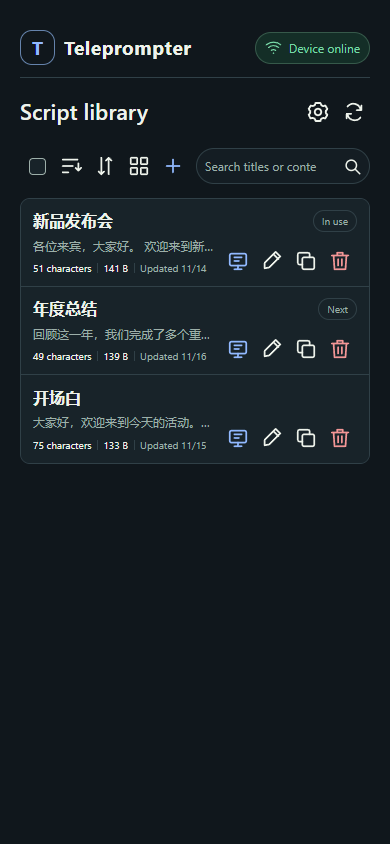 T Teleprompter
Device online
Script library
Search titles or conte
新品发布会
In use
各位来宾，大家好。 欢迎来到新...
51 characters | 141 B | Updated 11/14
年度总结
Next
回顾这一年，我们完成了多个重...
49 characters | 139 B | Updated 11/16
开场白
大家好，欢迎来到今天的活动。...
75 characters | 133 B | Updated 11/15